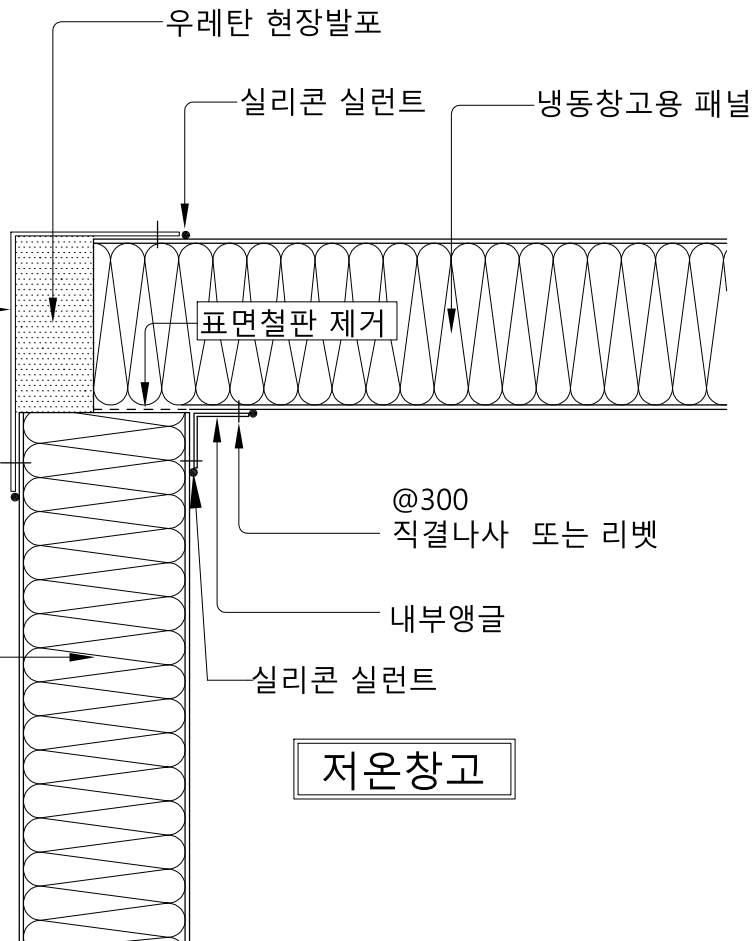 우레탄 현장발포
실리콘 실런트
냉동창고용 패널
표면철판 제거
@300
직결나사 또는 리벳
내부앵글
실리콘 실런트
저온창고